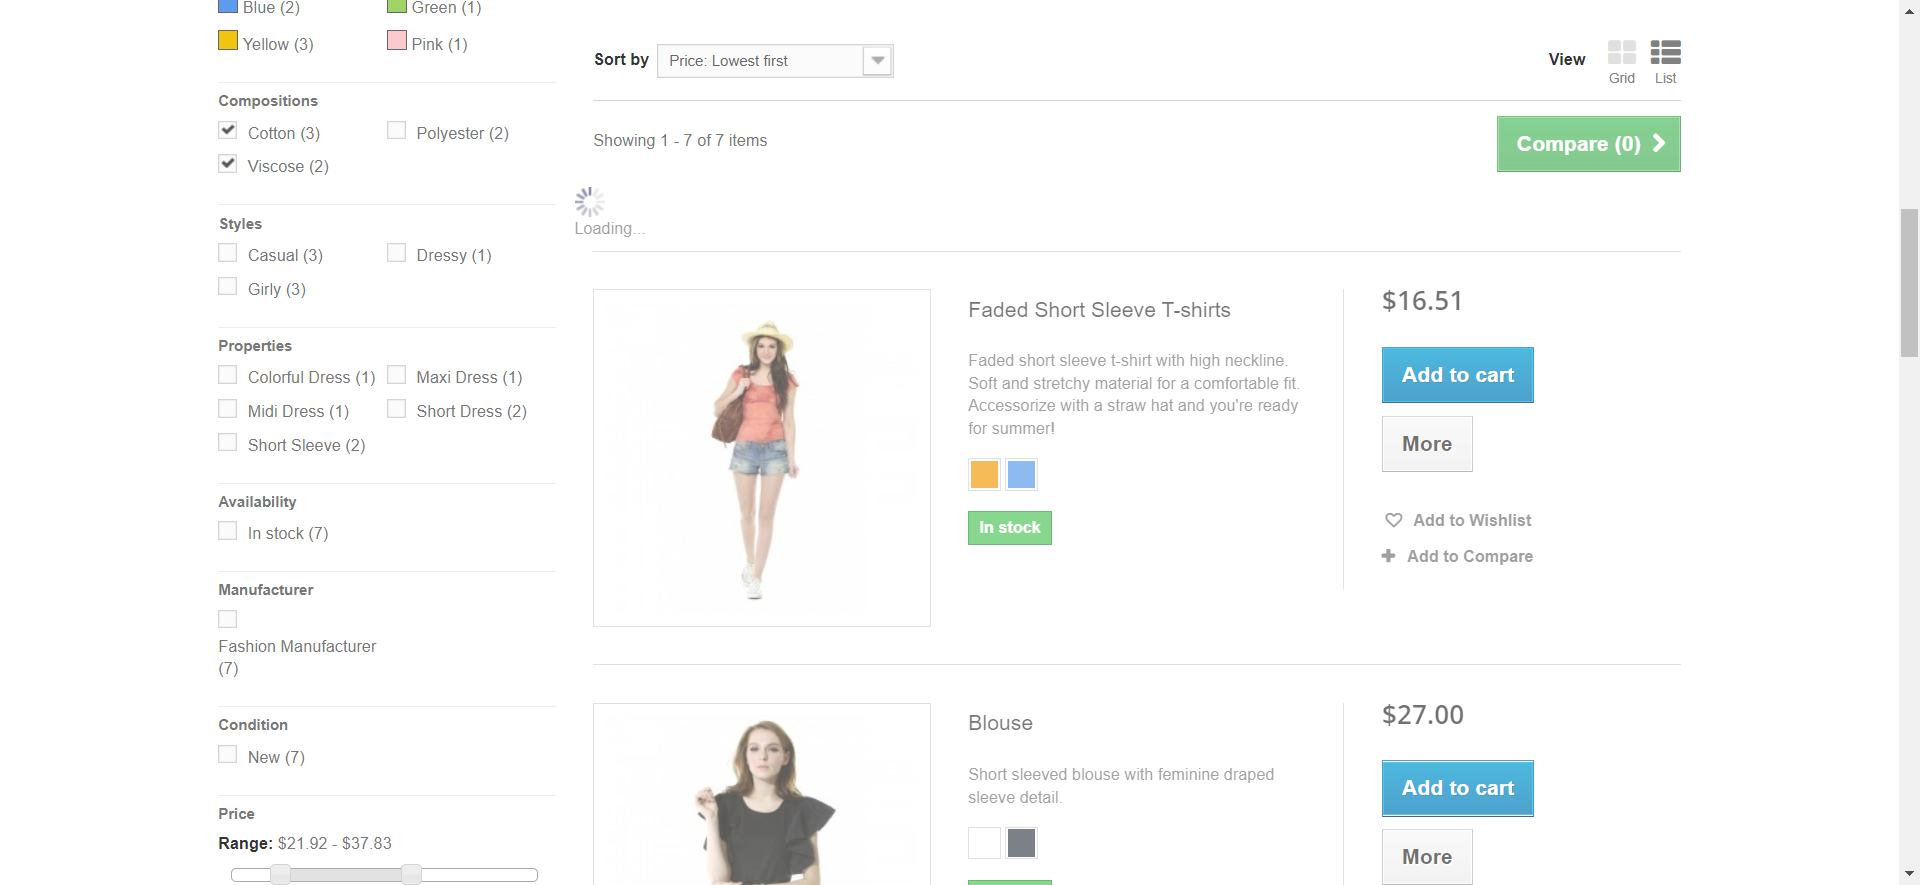 Blue (2)
Green (1)
Yellow (3)
Pink (1)
Compositions
Cotton (3)
Polyester (2)
Viscose (2)
Styles
Casual (3)
Dressy (1)
Girly (3)
Properties
Colorful Dress (1)
Maxi Dress (1)
Midi Dress (1)
Short Dress (2)
Short Sleeve (2)
Availability
In stock (7)
Manufacturer
Fashion Manufacturer
(7)
Condition
New (7)
Price
Range: $21.92 - $37.83
Sort by
Price: Lowest first
View
Grid
List
Showing 1 - 7 of 7 items
Compare (0)
Loading...
Faded Short Sleeve T-shirts
Faded short sleeve t-shirt with high neckline.
Soft and stretchy material for a comfortable fit.
Accessorize with a straw hat and you're ready
for summer!
In stock
$16.51
Add to cart
More
Add to Wishlist
Add to Compare
Blouse
Short sleeved blouse with feminine draped
sleeve detail.
$27.00
Add to cart
More